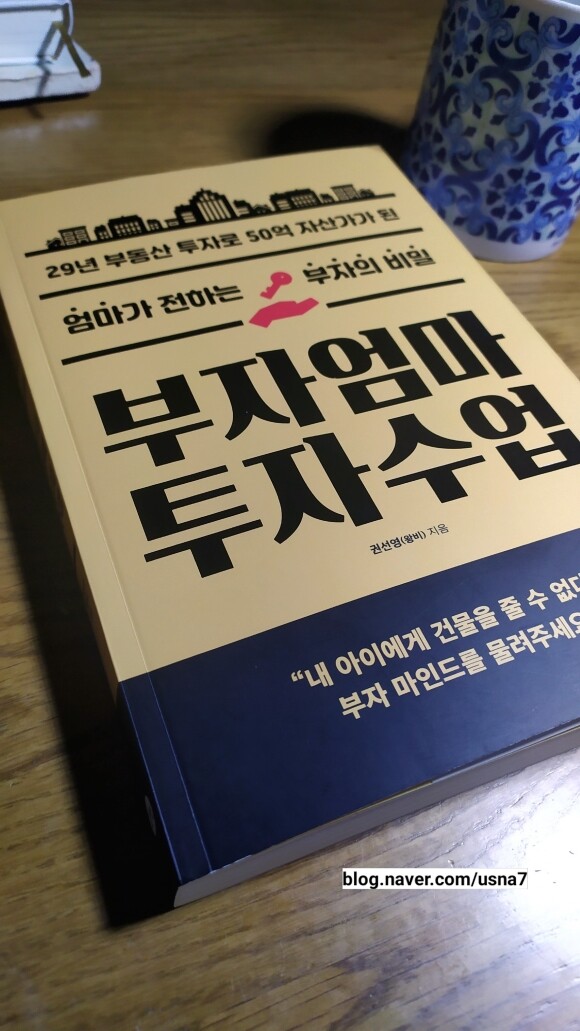 29년 부동산 투자로 50억 자산가가 된
엄마가 전하는 부자의 비밀
부자엄마
투자수업
권선영(왕비) 지음
“내 아이에게 건물을 줄 수 없다
부자 마인드를 물려주세요
blog.naver.com/usna7